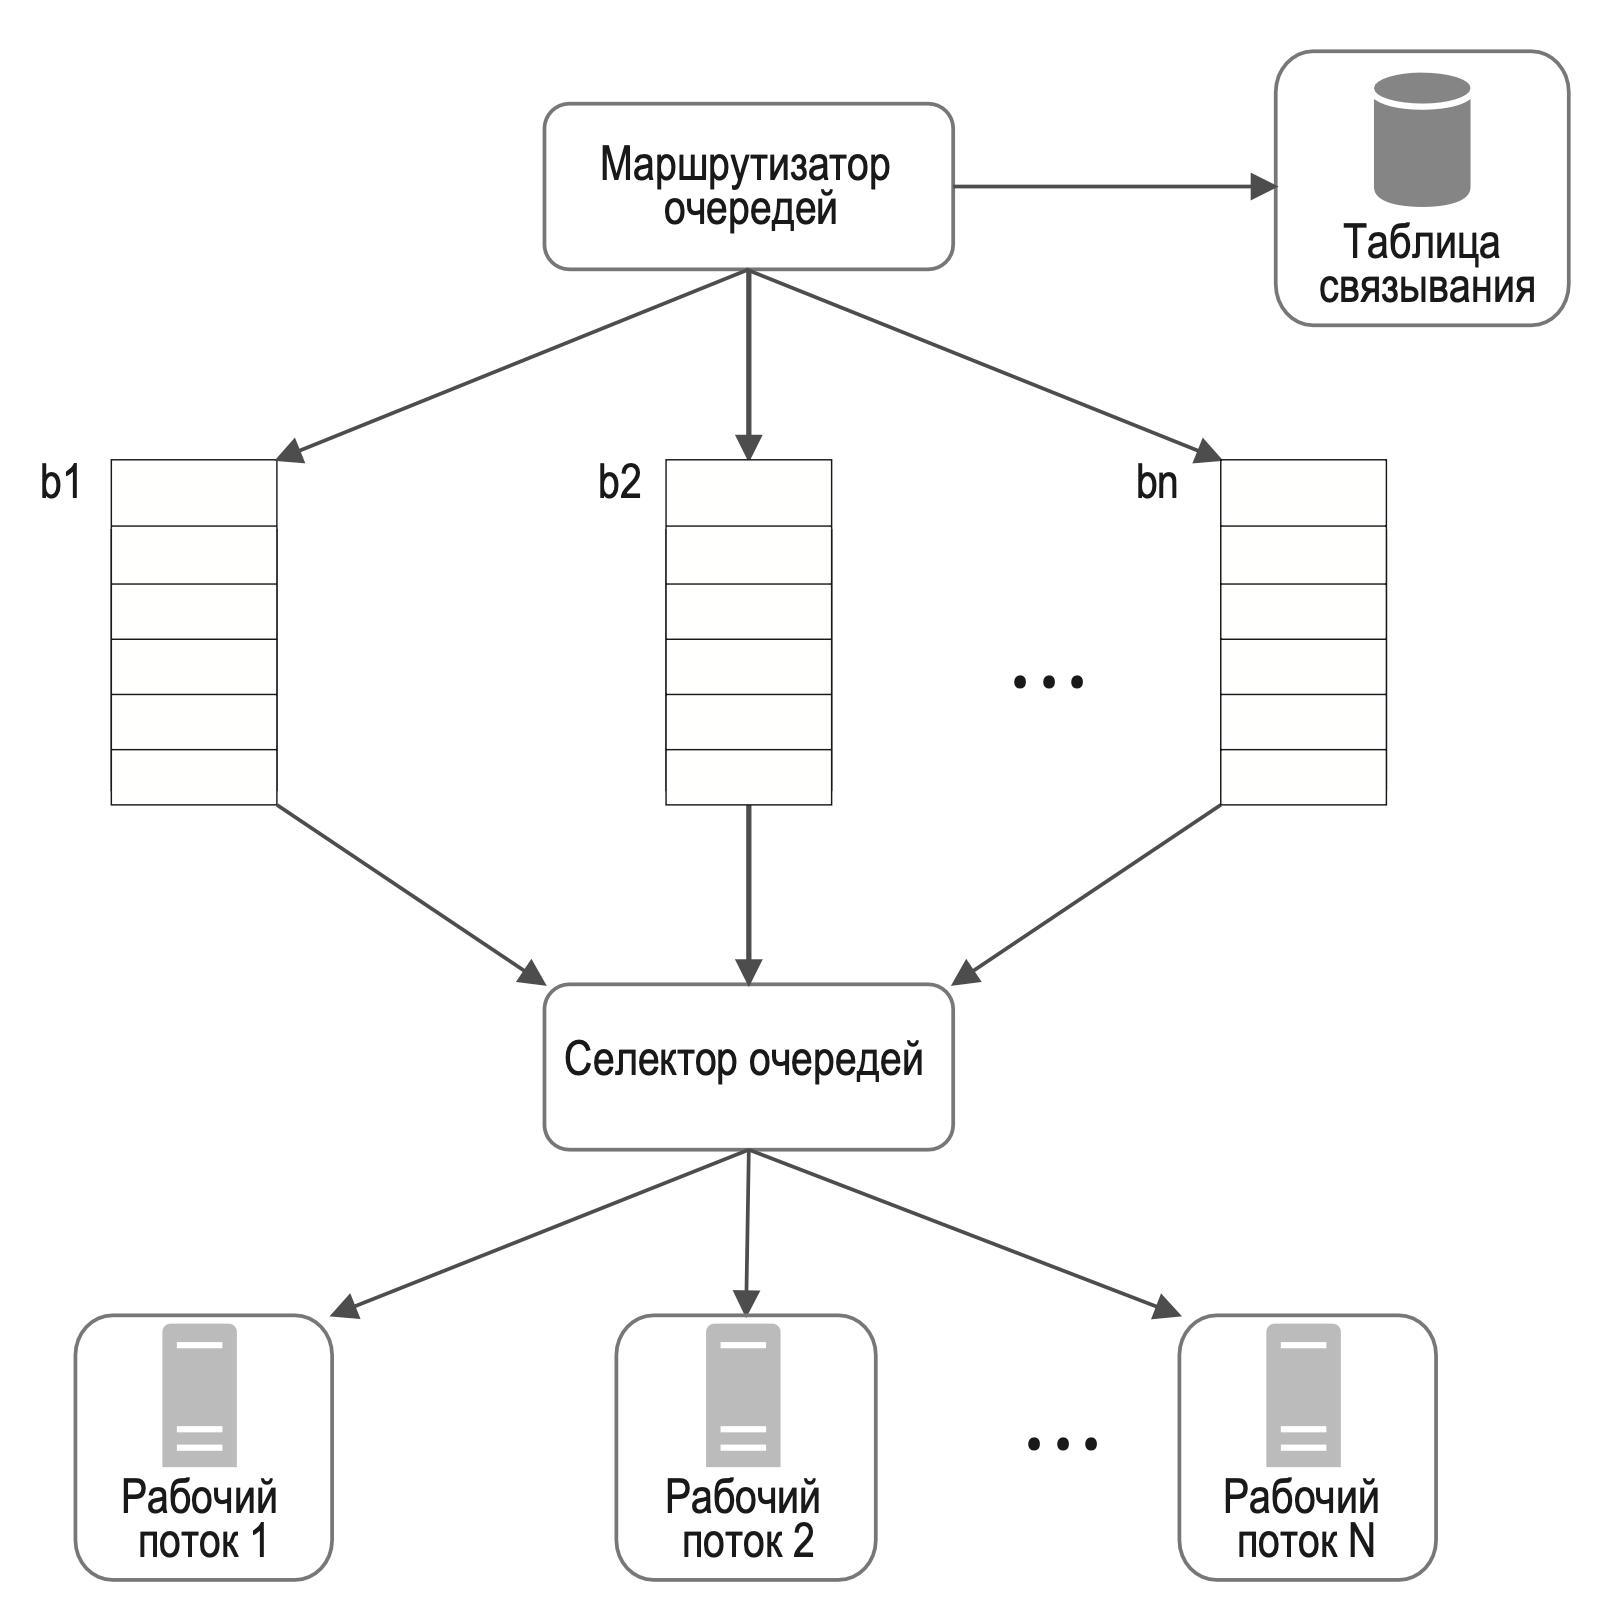 Маршрутизатор
очередей
Таблица
связывания
b1
b2
bn
...
Селектор очередей
Рабочий
поток 1
Рабочий
поток 2
...
Рабочий
поток N